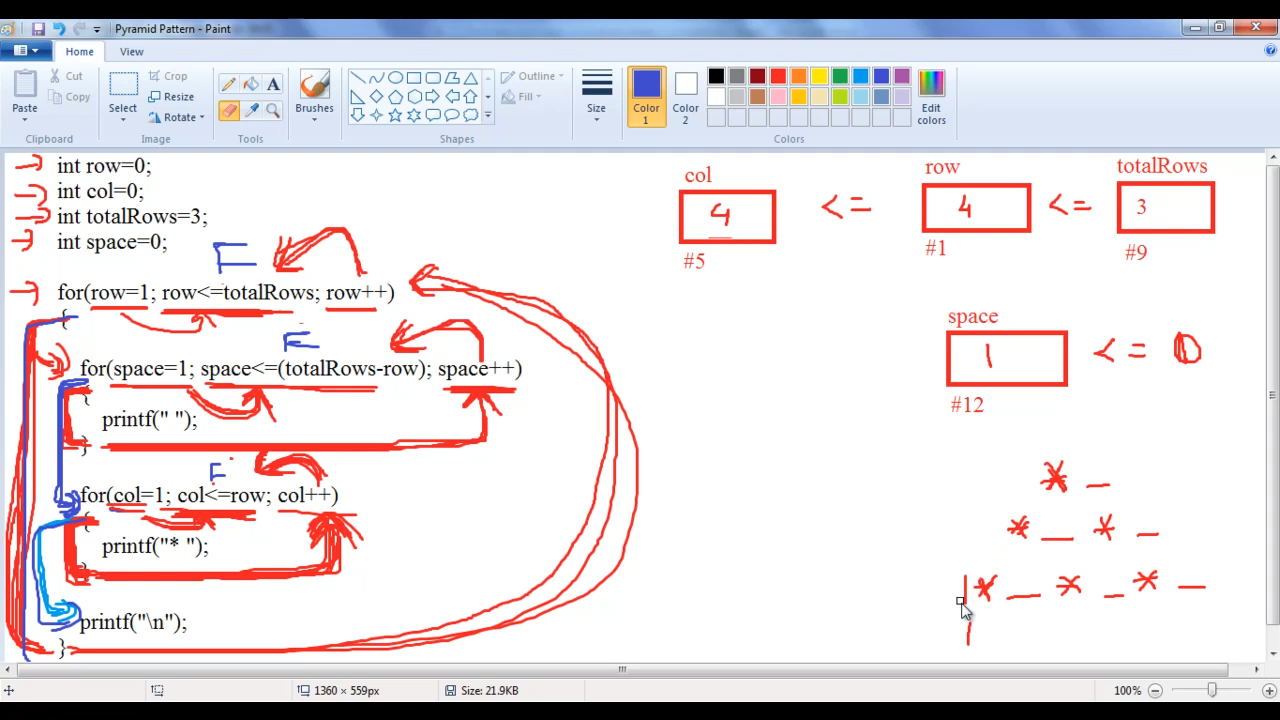 Pyramid Pattern - Paint
Home View
Paste
Cut
Copy
Clipboard
Select
Crop
Resize
Rotate
Image
A
Tools
Brushes
Outline
Fill
Shapes
Size
Color 1
Color 2
Edit colors
Colors
int row=0;
int col=0;
int totalRows=3;
int space=0;
F
for(row=1; row<=totalRows; row++)
{
F
for(space=1; space<=(totalRows-row); space++)
{
printf(" ");
}
F
for(col=1; col<=row; col++)
{
printf("* ");
}
printf("\n");
}
col row totalRows
4 <= 4 <= 3
#5 #1 #9
space
1 <= 0
#12
* _
* _ * _
* _ * _ * _
1360 × 559px
Size: 21.9KB
100%